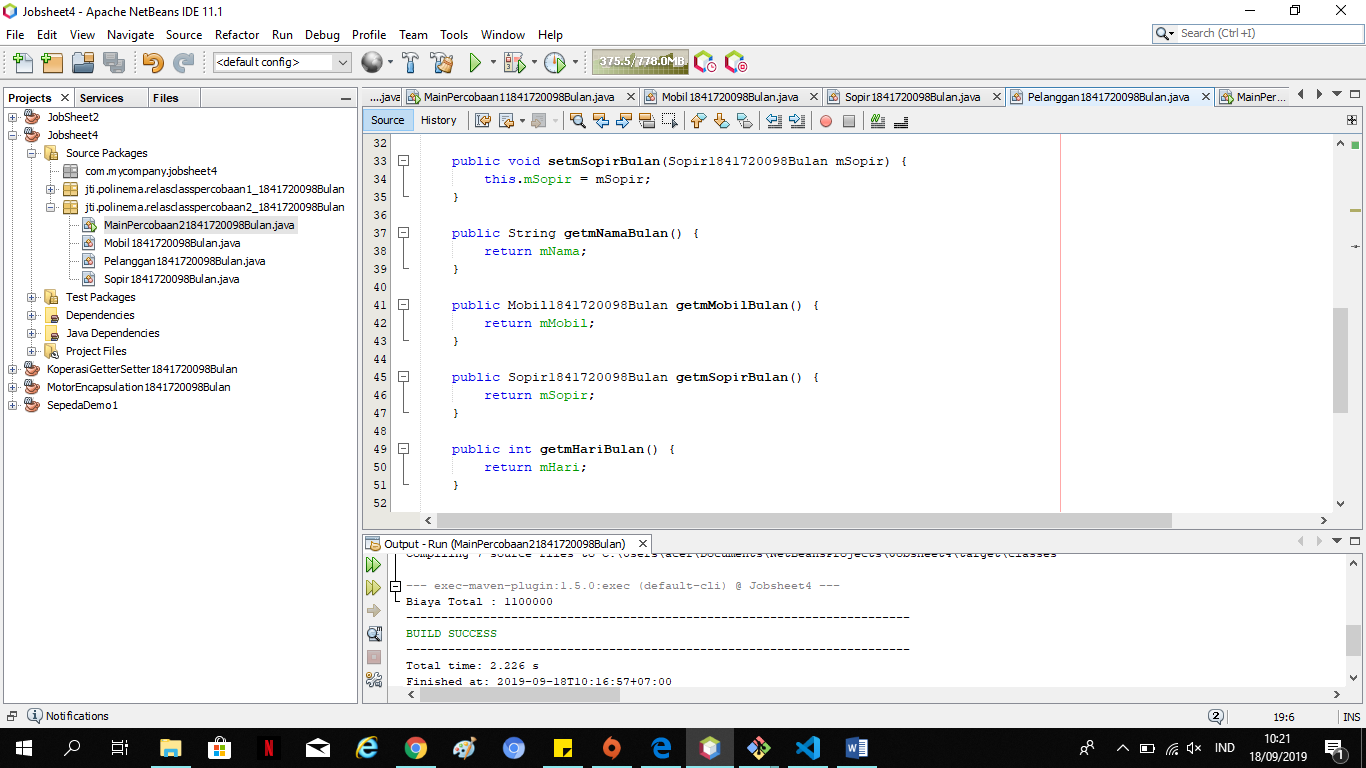 Jobsheet4 - Apache NetBeans IDE 11.1
File Edit View Navigate Source Refactor Run Debug Profile Team Tools Window Help
Search (Ctrl+I)
<default config>
375.5/778.0MB
Projects
Services
Files
JobSheet2
Jobsheet4
Source Packages
com.mycompany.jobsheet4
jti.polinema.relasclasspercobaan1_1841720098Bulan
jti.polinema.relasclasspercobaan2_1841720098Bulan
MainPercobaan21841720098Bulan.java
Mobil1841720098Bulan.java
Pelanggan1841720098Bulan.java
Sopir1841720098Bulan.java
Test Packages
Dependencies
Java Dependencies
Project Files
KoperasiGetterSetter1841720098Bulan
MotorEncapsulation1841720098Bulan
SepedaDemo1
....java MainPercobaan11841720098Bulan.java Mobil1841720098Bulan.java Sopir1841720098Bulan.java Pelanggan1841720098Bulan.java MainPer...
Source History
32
33 public void setmSopirBulan(Sopir1841720098Bulan mSopir) {
34 this.mSopir = mSopir;
35 }
36
37 public String getmNamaBulan() {
38 return mNama;
39 }
40
41 public Mobil1841720098Bulan getmMobilBulan() {
42 return mMobil;
43 }
44
45 public Sopir1841720098Bulan getmSopirBulan() {
46 return mSopir;
47 }
48
49 public int getmHariBulan() {
50 return mHari;
51 }
52
Output - Run (MainPercobaan21841720098Bulan)
Compiling 7 source files to C:\Users\acer\Documents\NetBeansProjects\Jobsheet4\target\classes
--- exec-maven-plugin:1.5.0:exec (default-cli) @ Jobsheet4 ---
Biaya Total : 1100000
------------------------------------------------------------------------
BUILD SUCCESS
------------------------------------------------------------------------
Total time: 2.226 s
Finished at: 2019-09-18T10:16:57+07:00
Notifications
2
19:6
INS
IND
10:21
18/09/2019
1